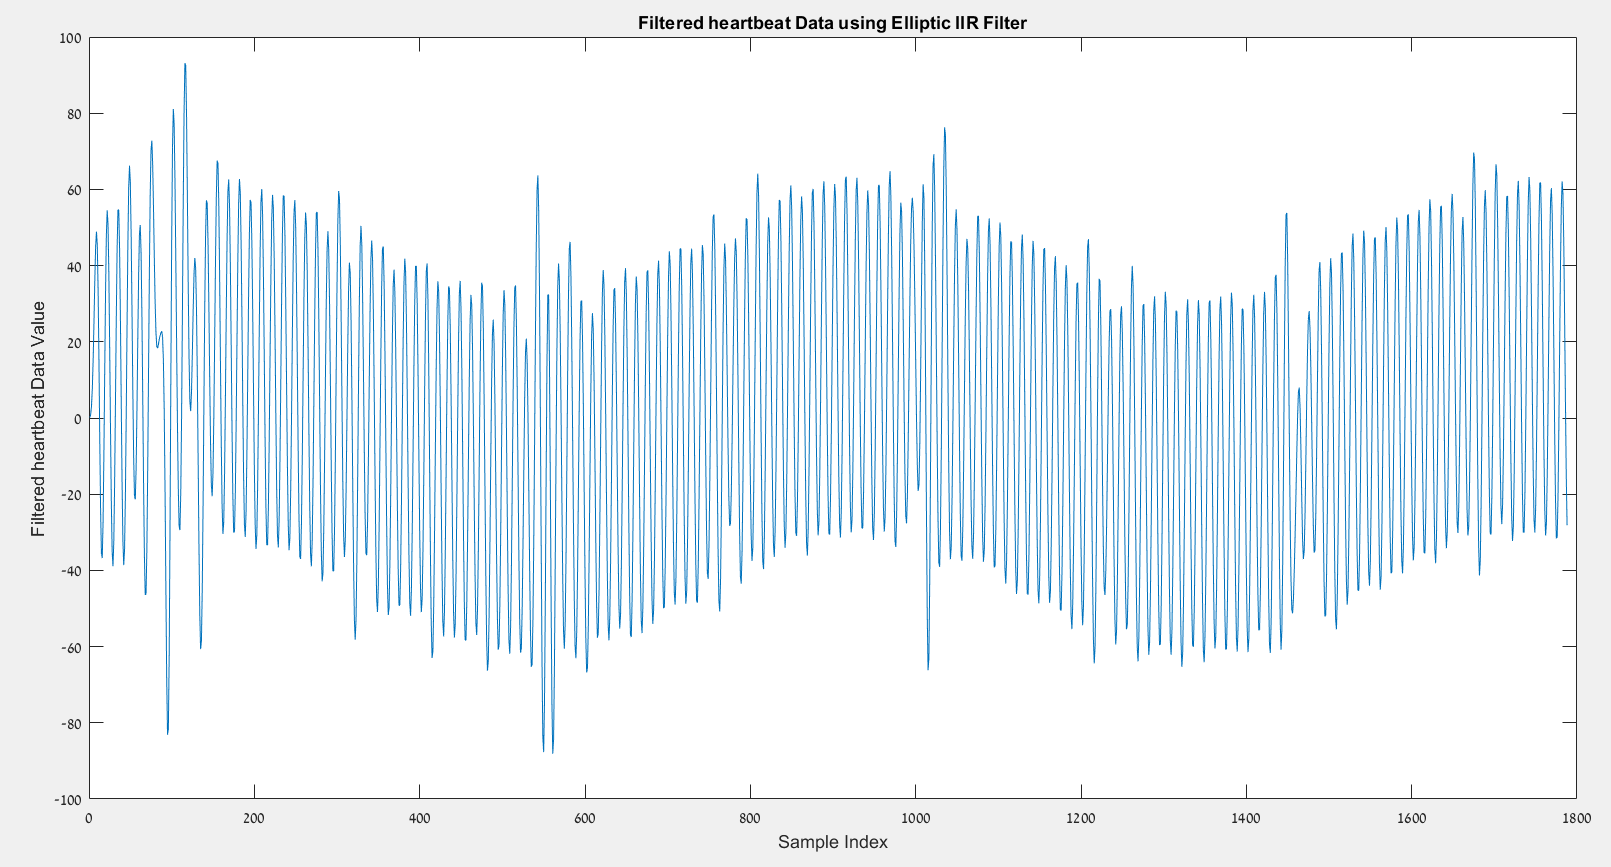 Filtered heartbeat Data using Elliptic IIR Filter
100
80
60
40
20
0
-20
-40
-60
-80
-100
Filtered heartbeat Data Value
0 200 400 600 800 1000 1200 1400 1600 1800
Sample Index